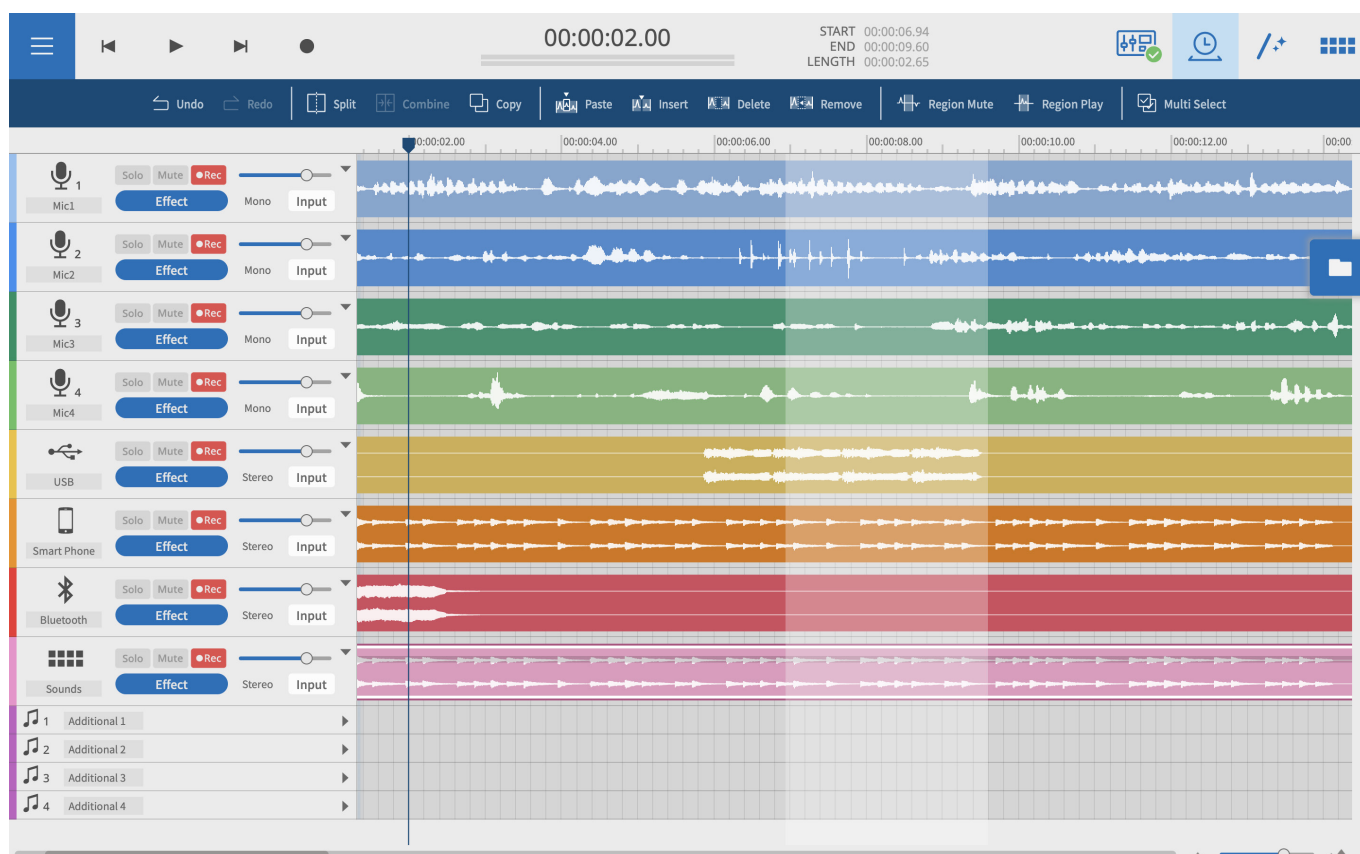 00:00:02.00
START 00:00:06.94
END 00:00:09.60
LENGTH 00:00:02.65
Undo Redo Split Combine Copy Paste Insert Delete Remove Region Mute Region Play Multi Select
00:00:02.00 00:00:04.00 00:00:06.00 00:00:08.00 00:00:10.00 00:00:12.00 00:00
1 Solo Mute Rec
Mic1 Effect Mono Input
2 Solo Mute Rec
Mic2 Effect Mono Input
3 Solo Mute Rec
Mic3 Effect Mono Input
4 Solo Mute Rec
Mic4 Effect Mono Input
Solo Mute Rec
USB Effect Stereo Input
Solo Mute Rec
Smart Phone Effect Stereo Input
Solo Mute Rec
Bluetooth Effect Stereo Input
Solo Mute Rec
Sounds Effect Stereo Input
1 Additional 1
2 Additional 2
3 Additional 3
4 Additional 4